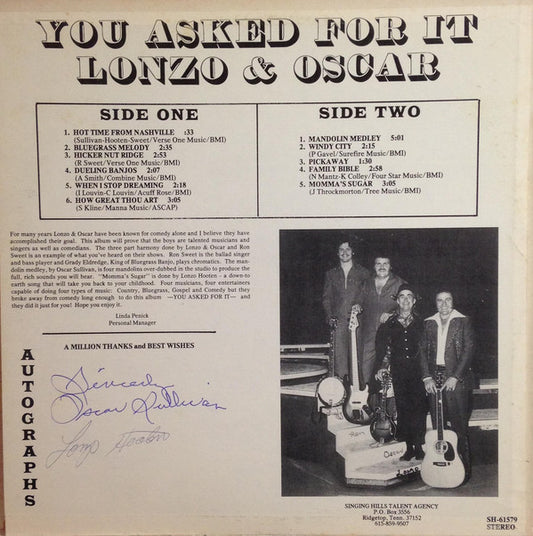 YOU ASKED FOR IT
LONZO & OSCAR
SIDE ONE
1. HOT TIME FROM NASHVILLE :33
(Sullivan-Hooten-Sweet/Verse One Music/BMI)
2. BLUEGRASS MELODY 2:35
3. HICKER NUT RIDGE 2:53
(R Sweet/Verse One Music/BMI)
4. DUELING BANJOS 2:07
(A Smith/Combine Music/BMI)
5. WHEN I STOP DREAMING 2:18
(I Louvin-C Louvin/Acuff Rose/BMI)
6. HOW GREAT THOU ART 3:05
(S Kline/Manna Music/ASCAP)
SIDE TWO
1. MANDOLIN MEDLEY 5:01
2. WINDY CITY 2:15
(P Gavel/Surefire Music/BMI)
3. PICKAWAY 1:30
4. FAMILY BIBLE 2:58
(N Mantz-K Colley/Four Star Music/BMI)
5. MOMMA'S SUGAR 3:05
(J Throckmorton/Tree Music/BMI)
For many years Lonzo & Oscar have been known for comedy alone and I believe they have
accomplished their goal. This album will prove that the boys are talented musicians and
singers as well as comedians. The three part harmony done by Lonzo & Oscar and Ron
Sweet is an example of what you've heard on their shows. Ron Sweet is the ballad singer
and bass player and Grady Eldredge, King of Bluegrass Banjo, plays chromatics. The man-
dolin medley, by Oscar Sullivan, is four mandolins over-dubbed in the studio to produce the
full, rich sounds you will hear. "Momma's Sugar" is done by Lonzo Hooten - a down-to
earth song that will take you back to your childhood. Four musicians, four entertainers
capable of doing four types of music: Country, Bluegrass, Gospel and Comedy but they
broke away from comedy long enough to do this album —YOU ASKED FOR IT— and
they did it just for you! Hope you enjoy it.
Linda Penick
Personal Manager
A MILLION THANKS and BEST WISHES
AUTOGRAPHS
Sincerely
Oscar Sullivan
Lonzo Hooten
Ron
Oscar
Lonzo
SINGING HILLS TALENT AGENCY
P.O. Box 3556
Ridgetop, Tenn. 37152
615-859-9507
SH-61579
STEREO